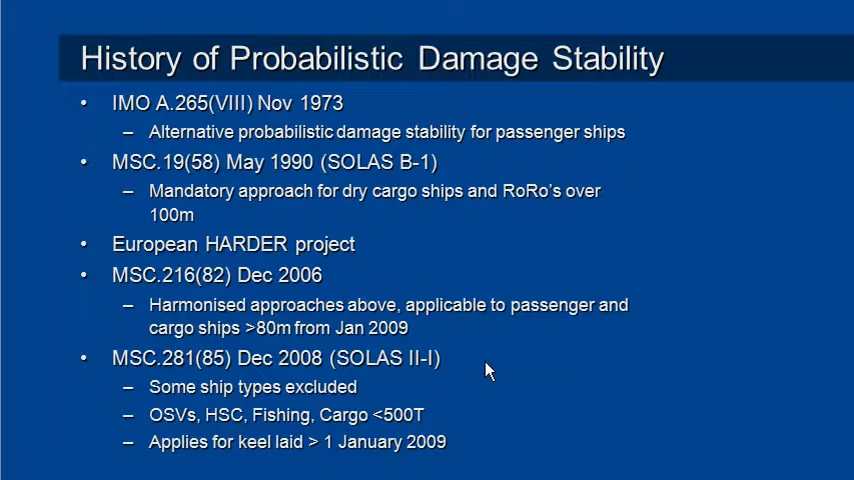 History of Probabilistic Damage Stability
• IMO A.265(VIII) Nov 1973
– Alternative probabilistic damage stability for passenger ships
• MSC.19(58) May 1990 (SOLAS B-1)
– Mandatory approach for dry cargo ships and RoRo's over
100m
• European HARDER project
• MSC.216(82) Dec 2006
– Harmonised approaches above, applicable to passenger and
cargo ships >80m from Jan 2009
• MSC.281(85) Dec 2008 (SOLAS II-I)
– Some ship types excluded
– OSVs, HSC, Fishing, Cargo <500T
– Applies for keel laid > 1 January 2009